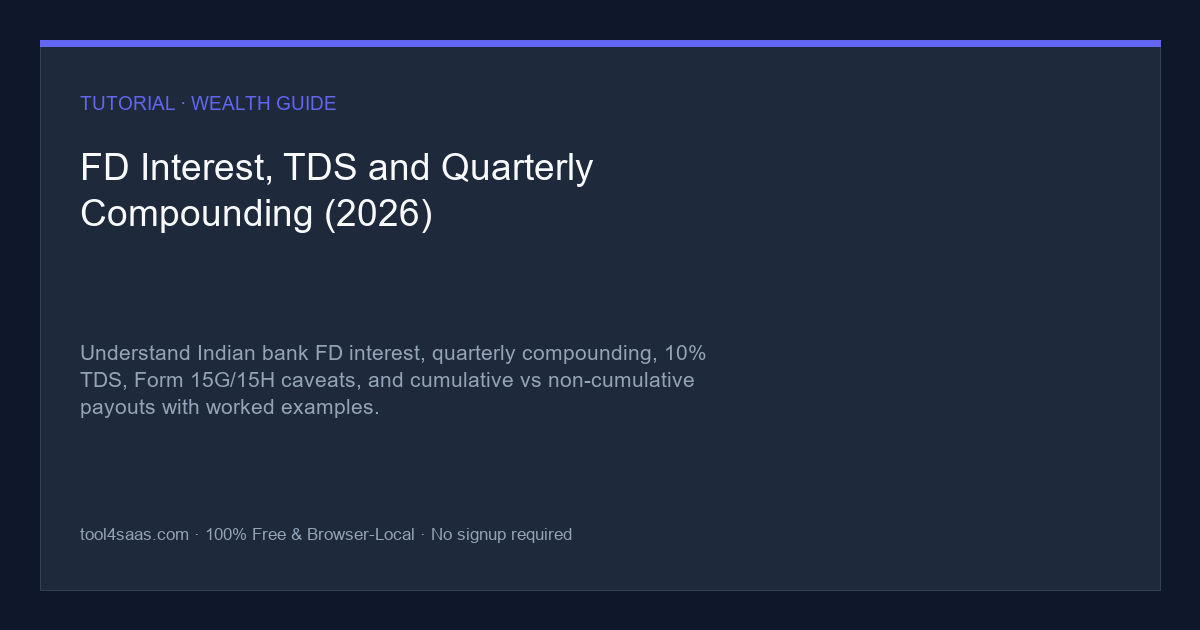 TUTORIAL · WEALTH GUIDE
FD Interest, TDS and Quarterly
Compounding (2026)
Understand Indian bank FD interest, quarterly compounding, 10%
TDS, Form 15G/15H caveats, and cumulative vs non-cumulative
payouts with worked examples.
tool4saas.com · 100% Free & Browser-Local · No signup required